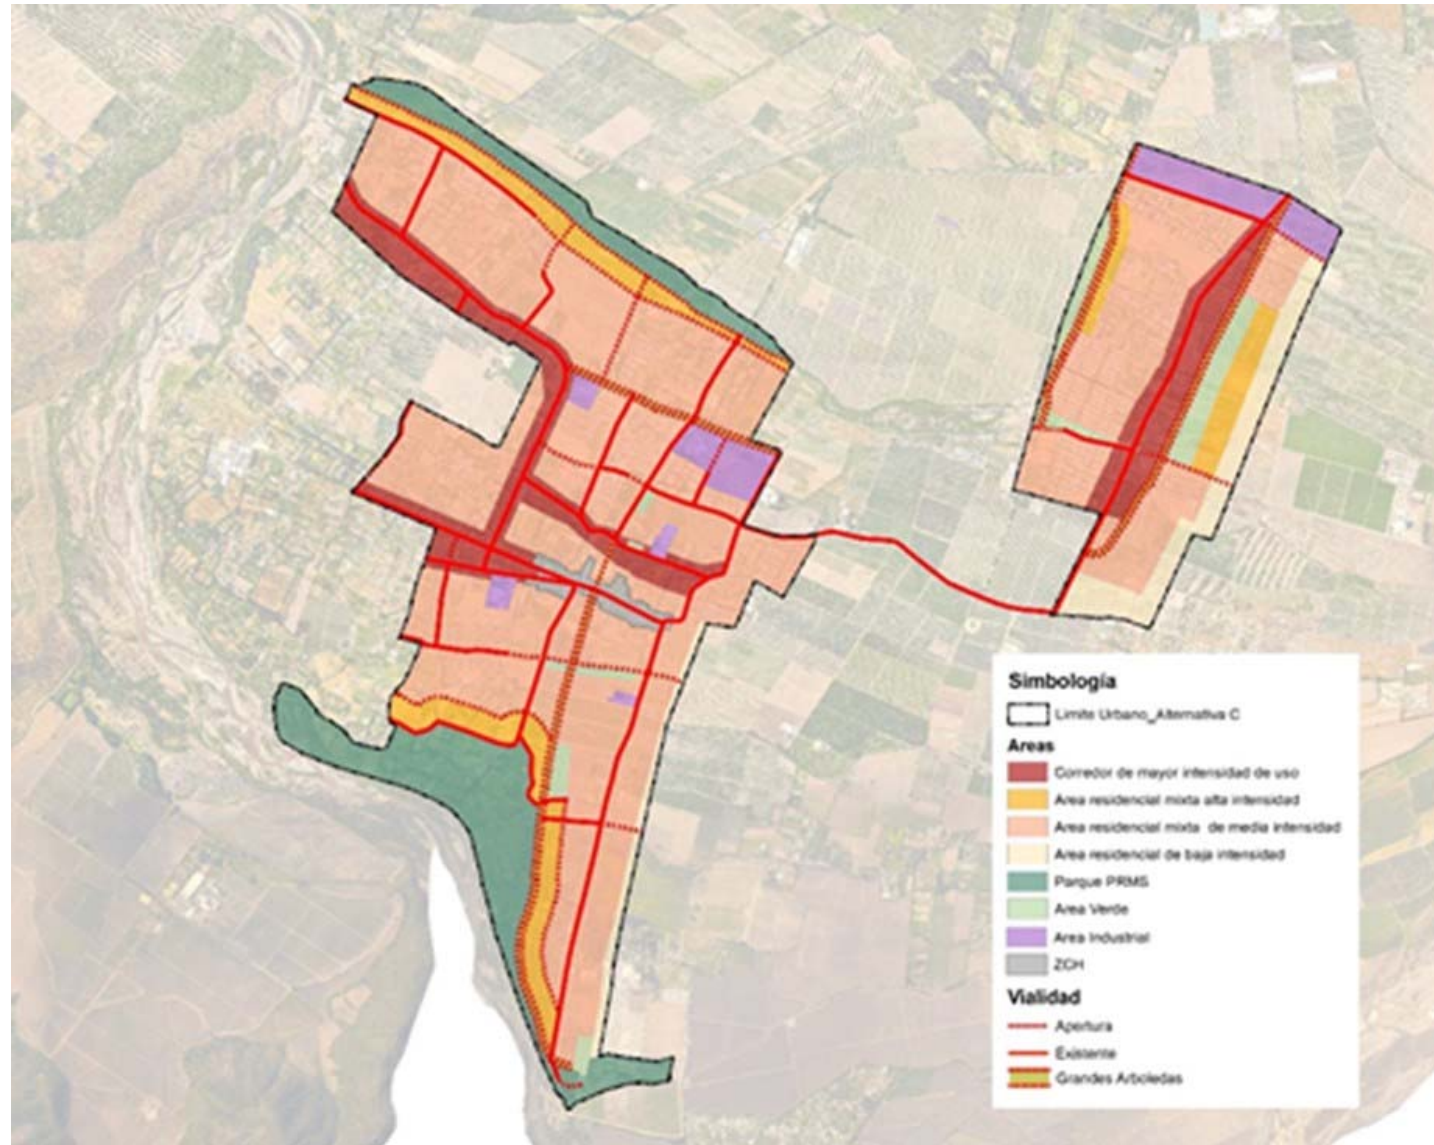 Simbología
Limite Urbano_Alternativa C
Areas
Corredor de mayor intensidad de uso
Area residencial mixta alta intensidad
Area residencial mixta de media intensidad
Area residencial de baja intensidad
Parque PRMS
Area Verde
Area Industrial
ZCH
Vialidad
Apertura
Existente
Grandes Arboledas